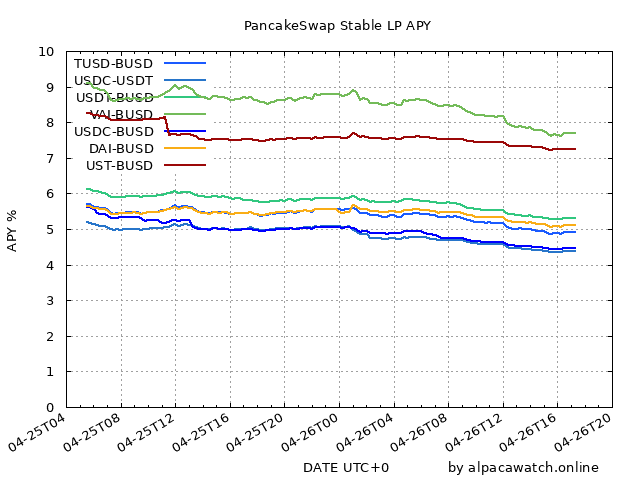 PancakeSwap Stable LP APY
10
9
8
7
6
5
4
3
2
1
0
APY %
TUSD-BUSD
USDC-USDT
USDT-BUSD
VAI-BUSD
USDC-BUSD
DAI-BUSD
UST-BUSD
04-25T04
04-25T08
04-25T12
04-25T16
04-25T20
04-26T00
04-26T04
04-26T08
04-26T12
04-26T16
04-26T20
DATE UTC+0
by alpacawatch.online